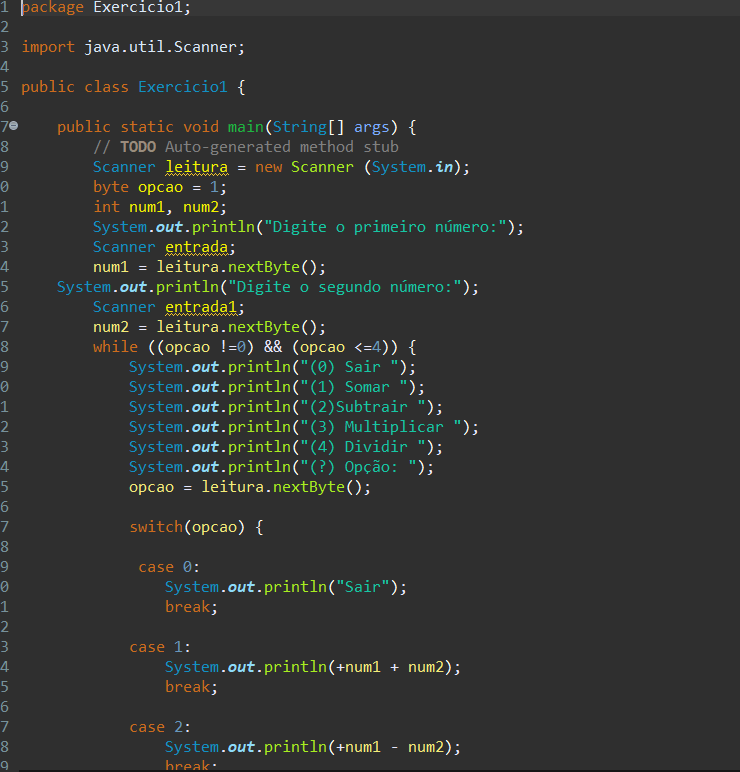 1 package Exercicio1;
2
3 import java.util.Scanner;
4
5 public class Exercicio1 {
6
7 public static void main(String[] args) {
8 // TODO Auto-generated method stub
9 Scanner leitura = new Scanner (System.in);
0 byte opcao = 1;
1 int num1, num2;
2 System.out.println("Digite o primeiro número:");
3 Scanner entrada;
4 num1 = leitura.nextByte();
5 System.out.println("Digite o segundo número:");
6 Scanner entrada1;
7 num2 = leitura.nextByte();
8 while ((opcao !=0) && (opcao <=4)) {
9 System.out.println("(0) Sair ");
0 System.out.println("(1) Somar ");
1 System.out.println("(2)Subtrair ");
2 System.out.println("(3) Multiplicar ");
3 System.out.println("(4) Dividir ");
4 System.out.println("(?) Opção: ");
5 opcao = leitura.nextByte();
6
7 switch(opcao) {
8
9 case 0:
0 System.out.println("Sair");
1 break;
2
3 case 1:
4 System.out.println(+num1 + num2);
5 break;
6
7 case 2:
8 System.out.println(+num1 - num2);
9 break;